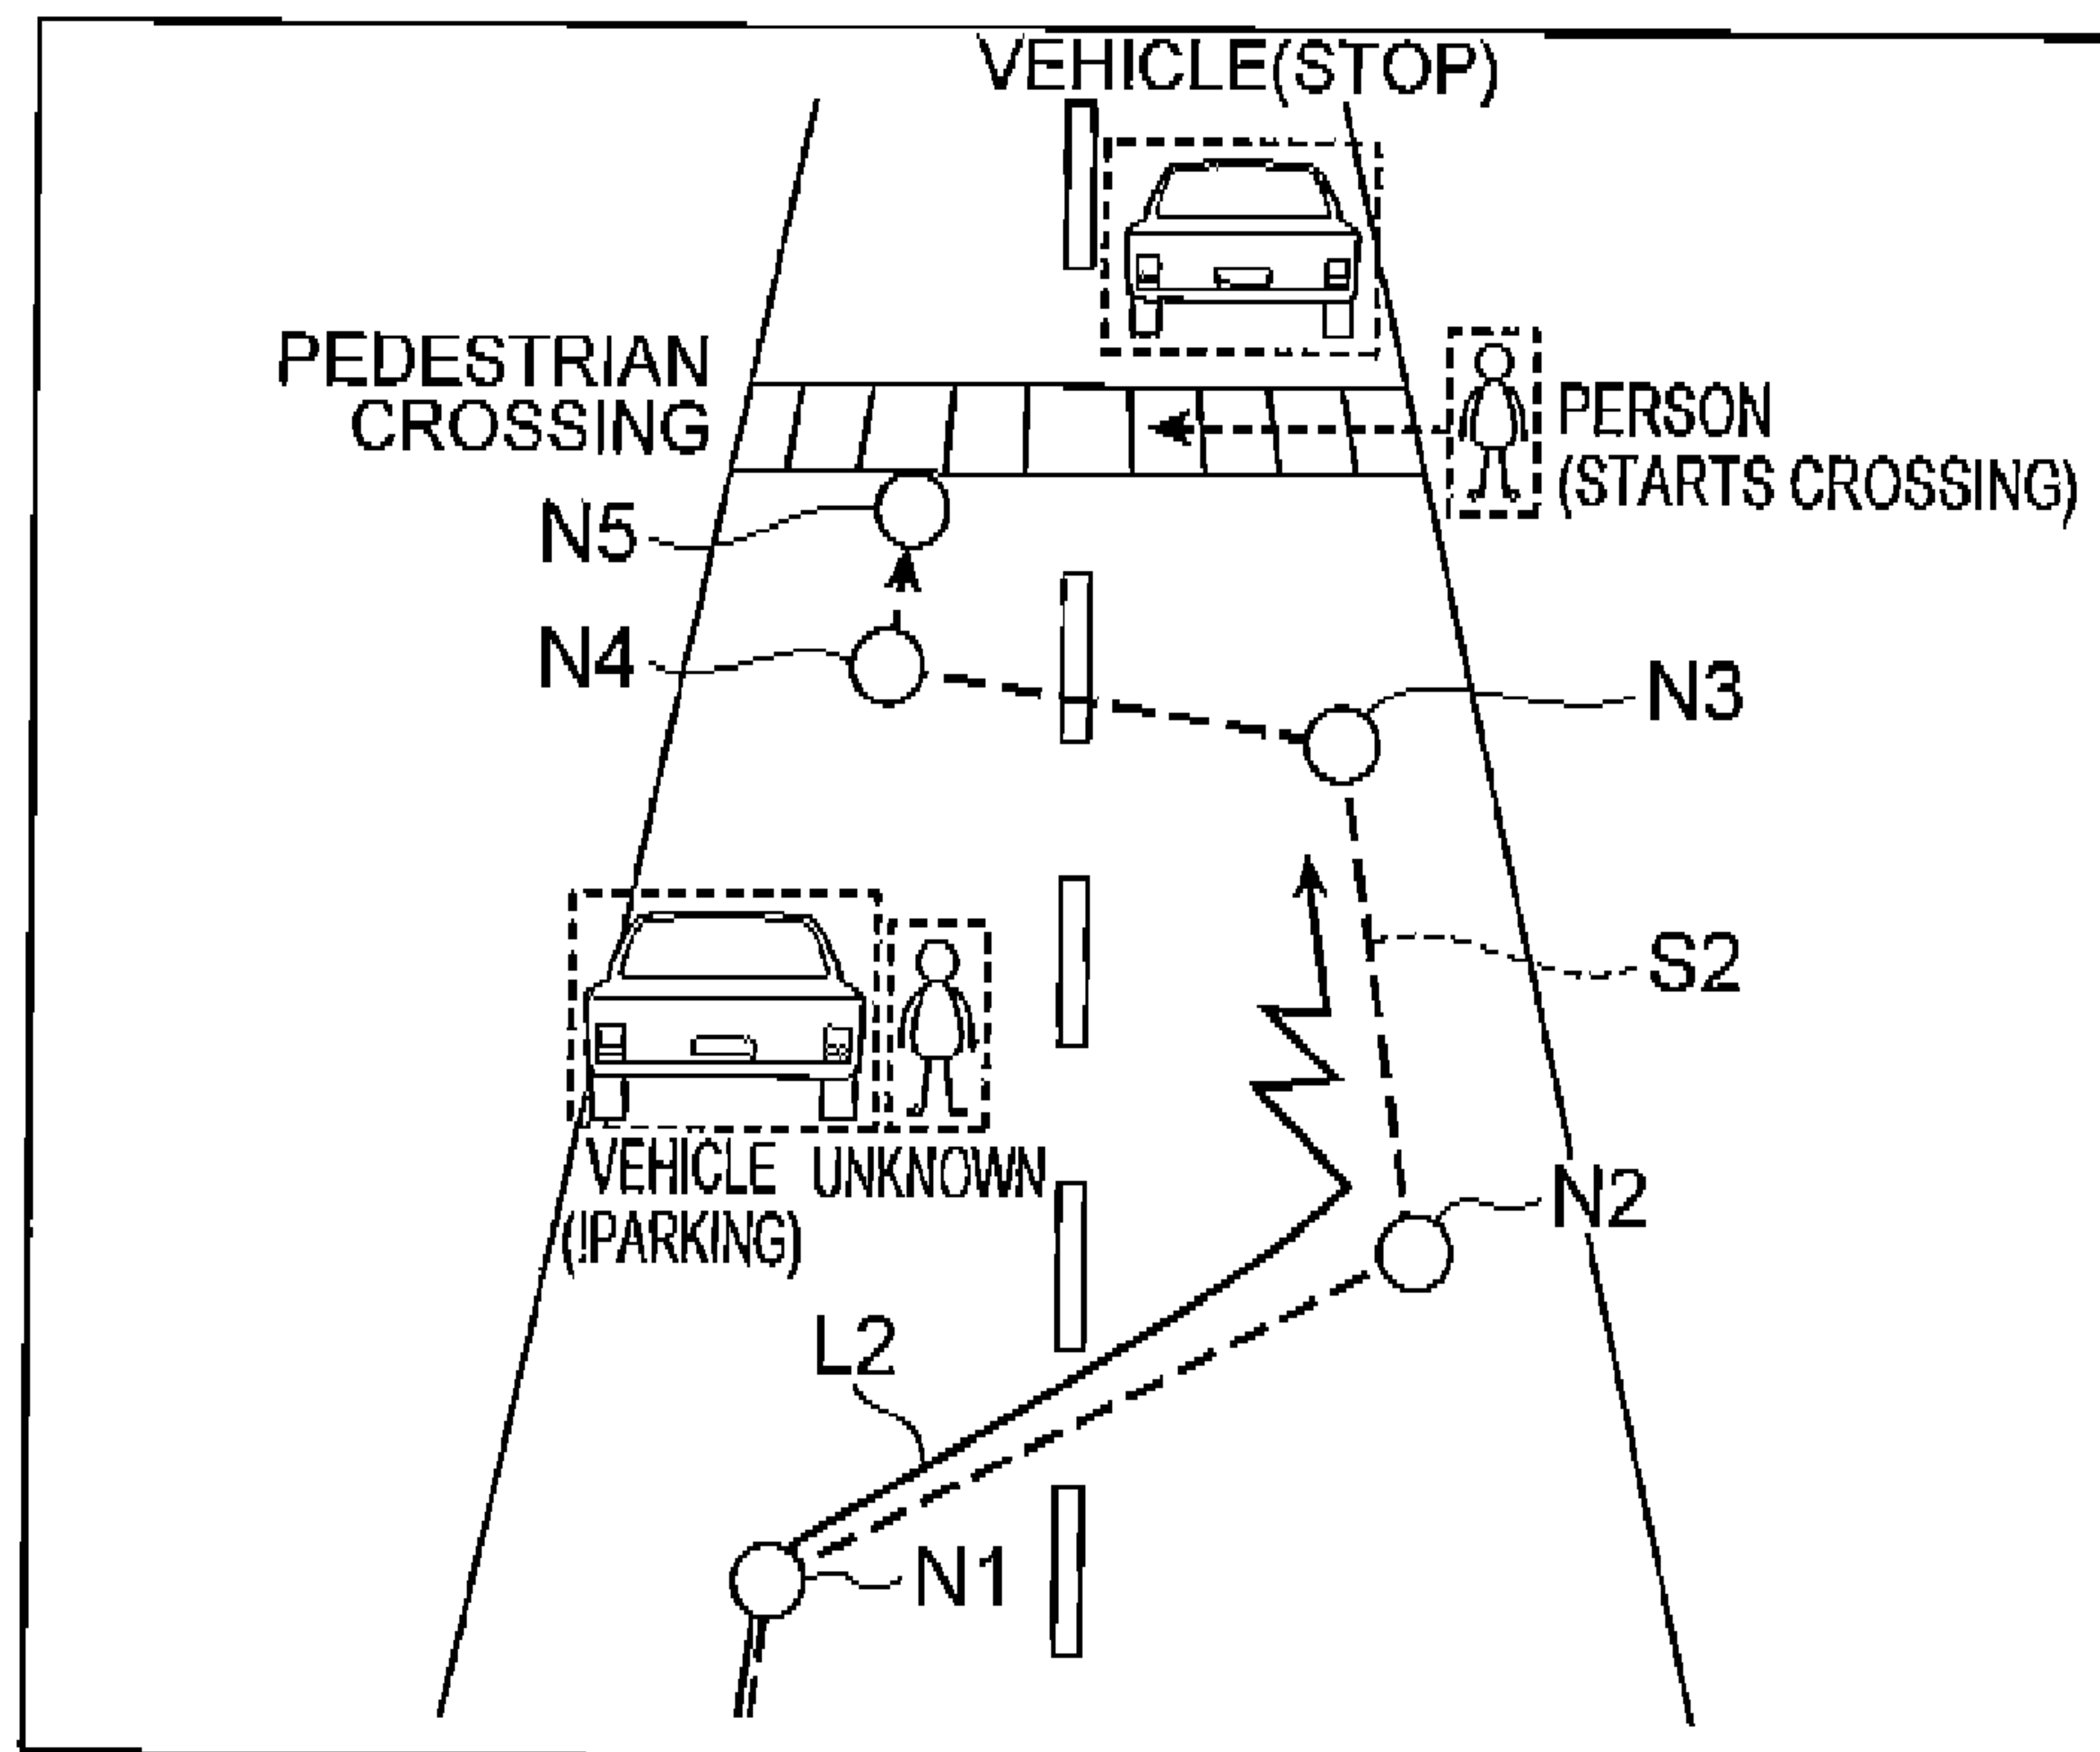 VEHICLE(STOP)
PEDESTRIAN
CROSSING
PERSON
(STARTS CROSSING)
N5
N4
N3
S2
VEHICLE
(!PARKING)
UNKNOWN
N2
L2
N1